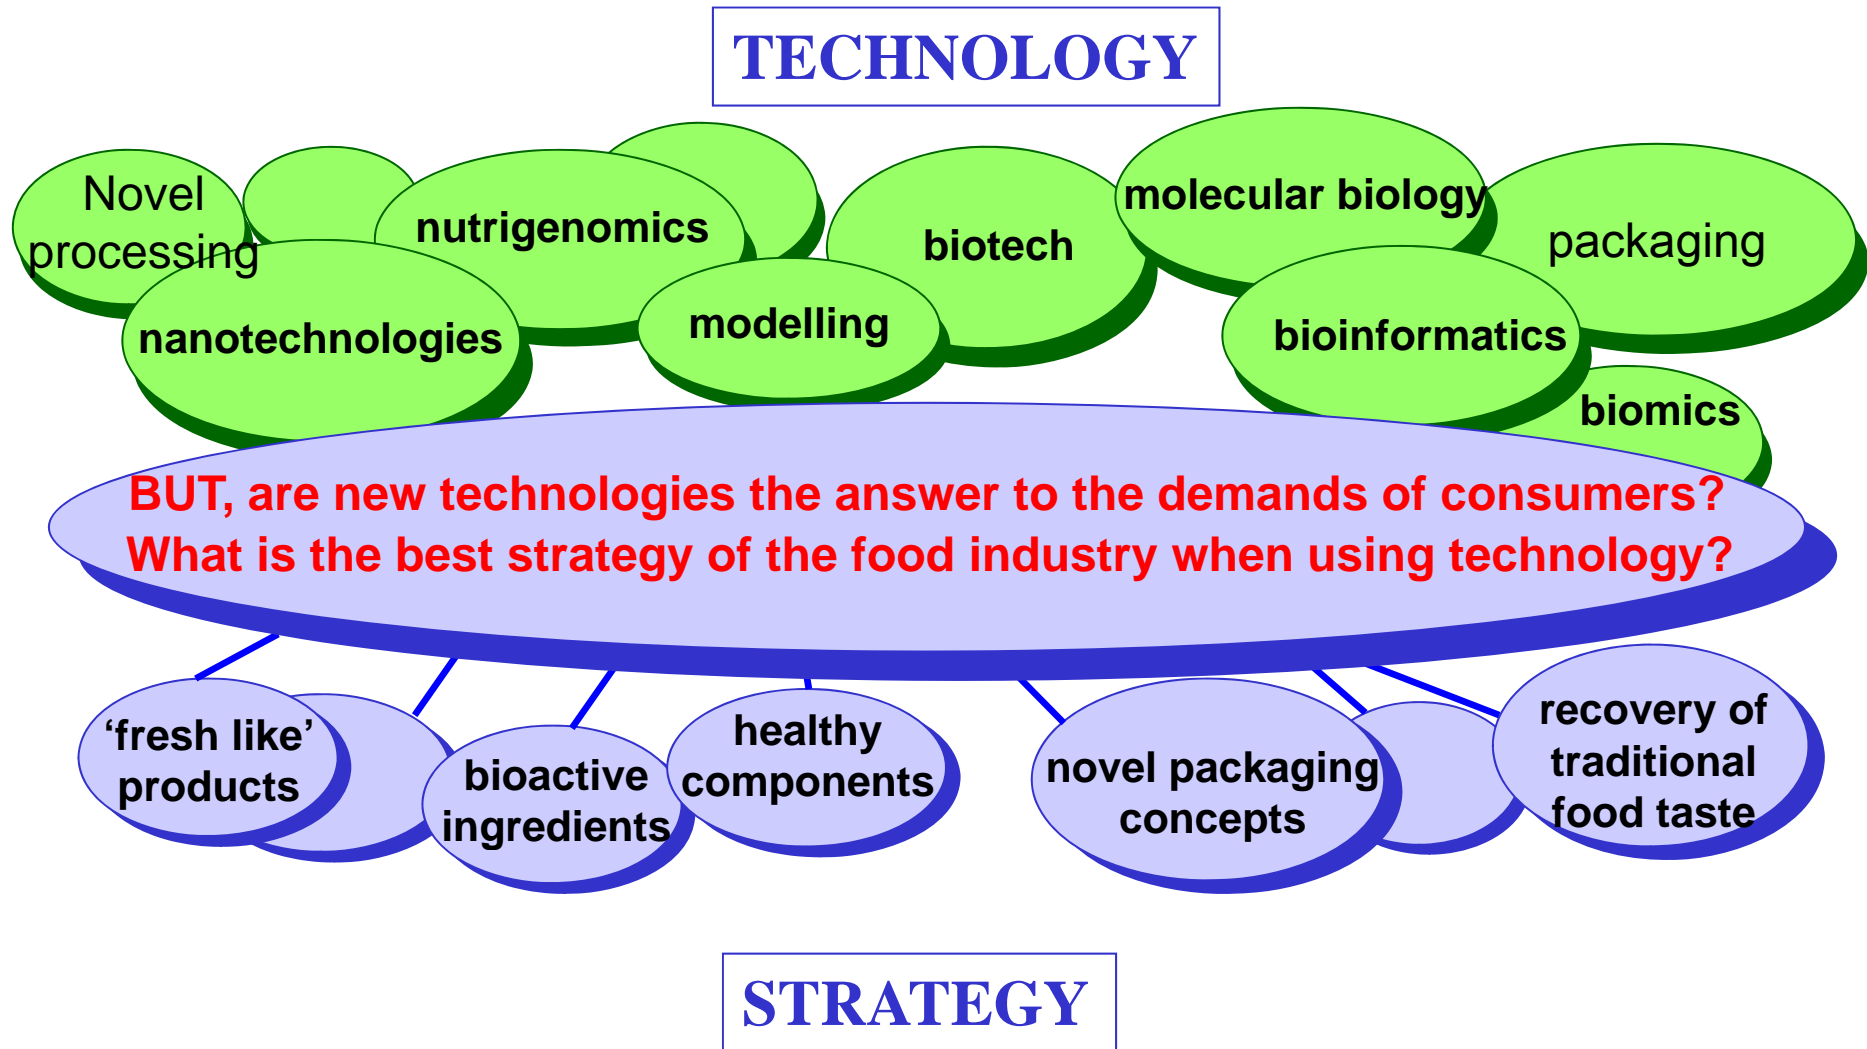 TECHNOLOGY
Novel
processing
nutrigenomics
biotech
molecular biology
packaging
nanotechnologies
modelling
bioinformatics
biomics
BUT, are new technologies the answer to the demands of consumers?
What is the best strategy of the food industry when using technology?
‘fresh like’
products
bioactive
ingredients
healthy
components
novel packaging
concepts
recovery of
traditional
food taste
STRATEGY